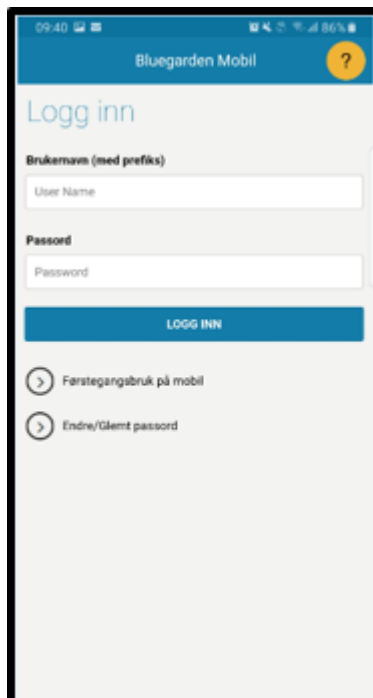 09:40 86%
Bluegarden Mobil
?
Logg inn
Brukernavn (med prefiks)
User Name
Passord
Password
LOGG INN
Førstegangsbruk på mobil
Endre/Glemt passord